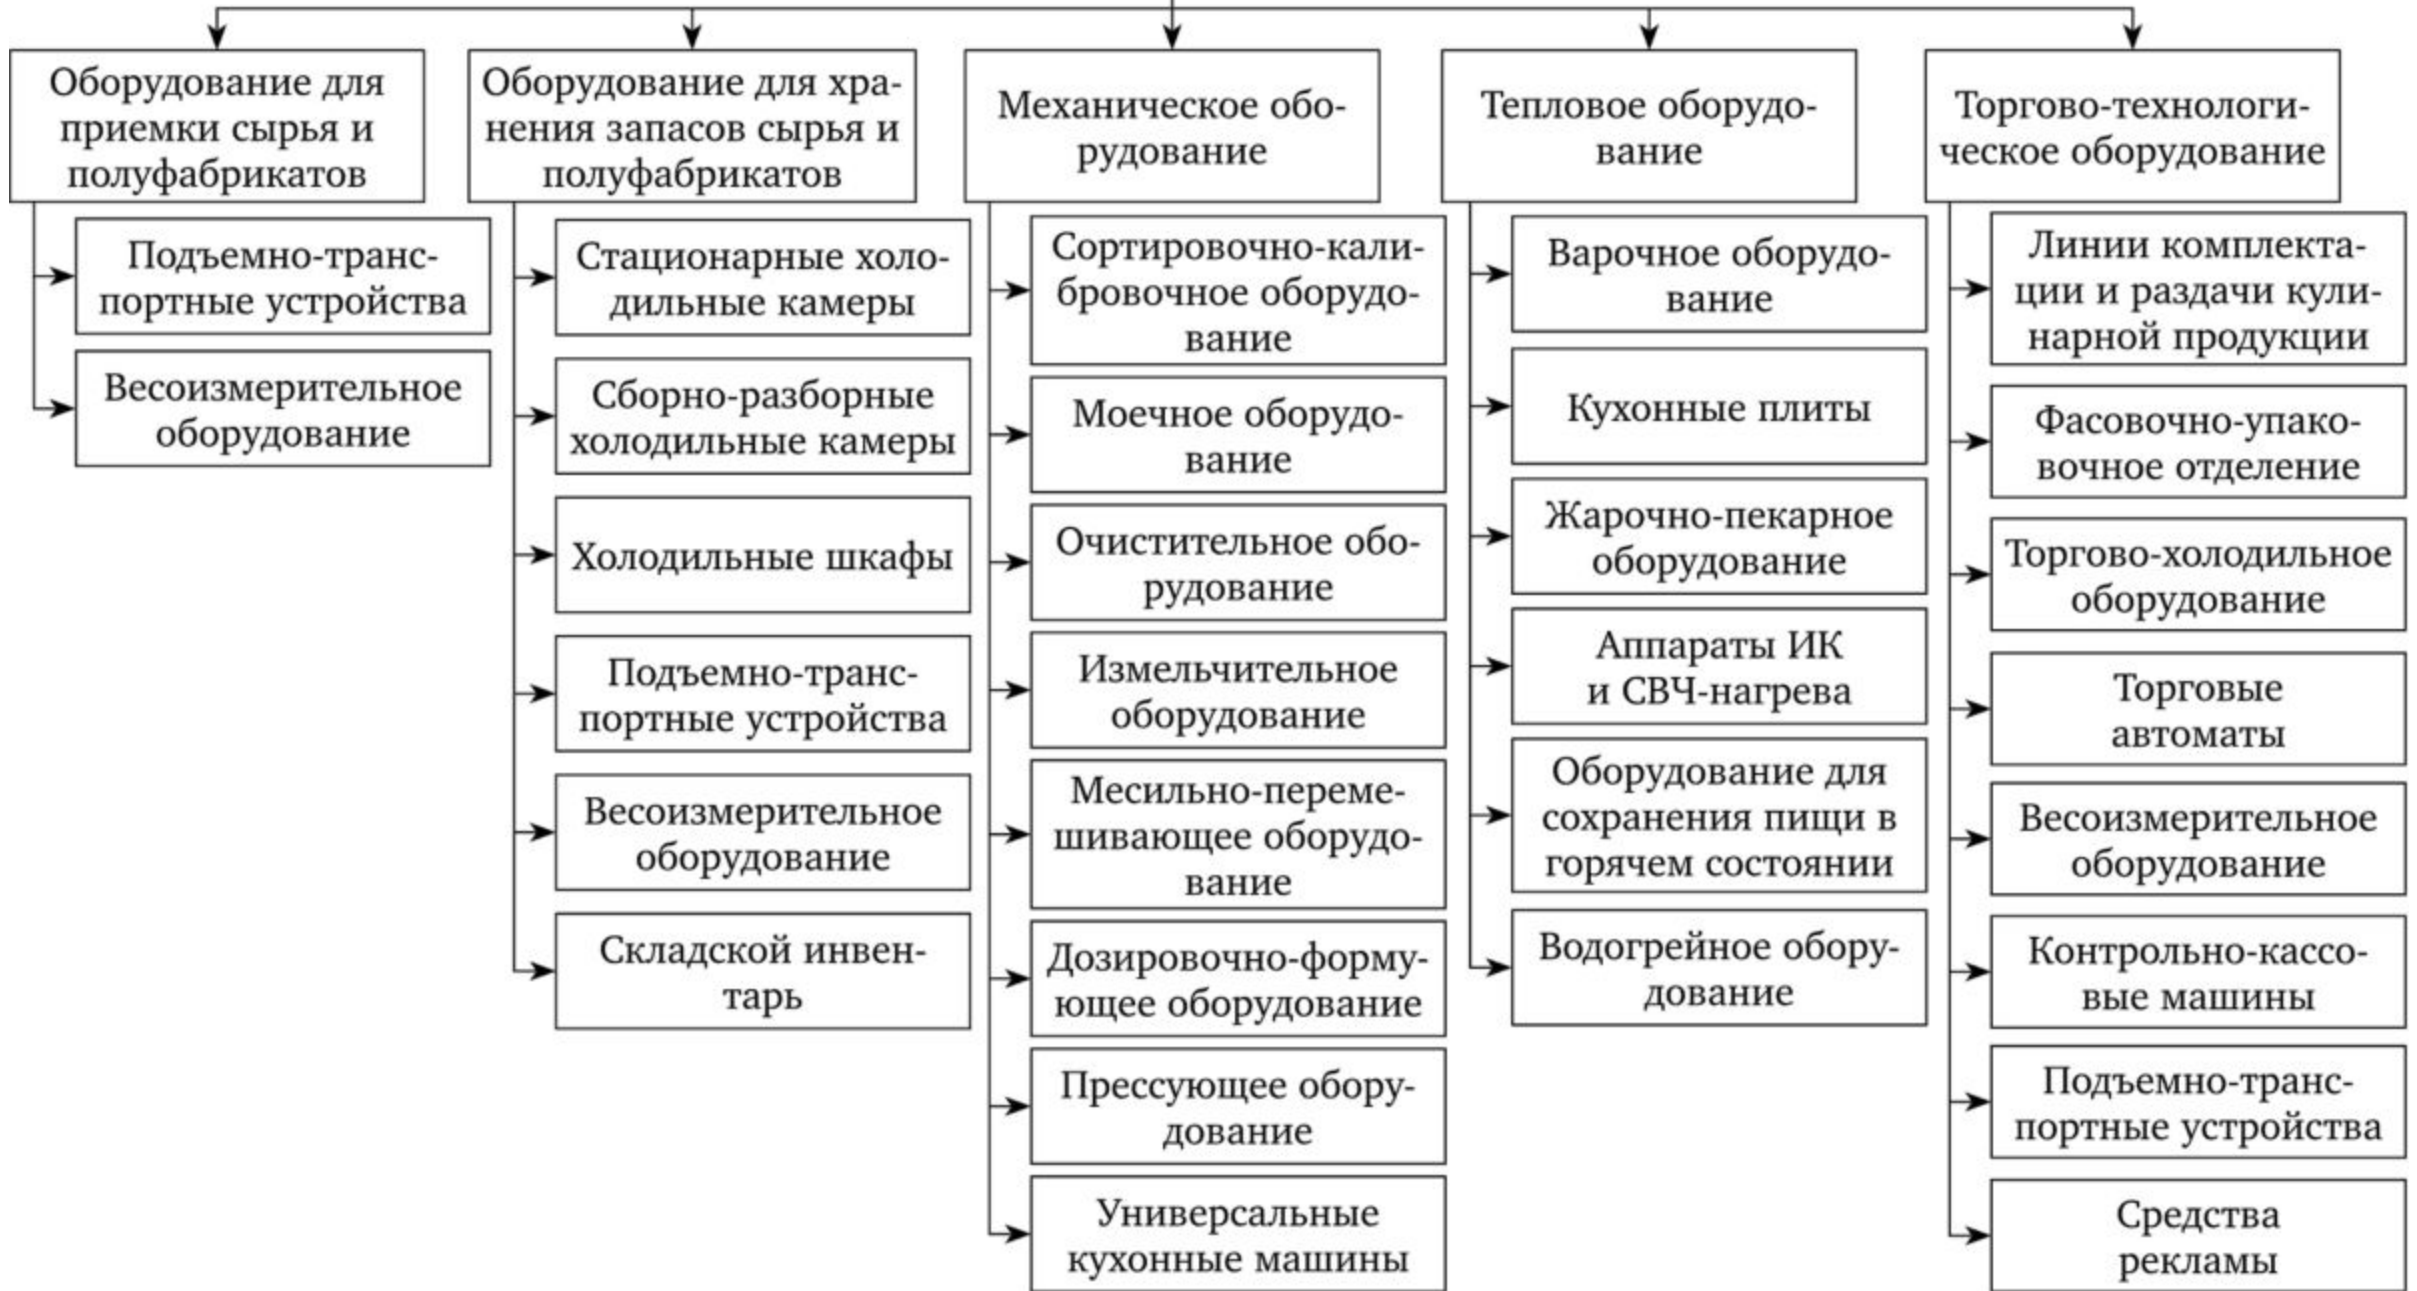 Оборудование для
приемки сырья и
полуфабрикатов
Подъемно-транс-
портные устройства
Весоизмерительное
оборудование
Оборудование для хра-
нения запасов сырья и
полуфабрикатов
Стационарные холо-
дильные камеры
Сборно-разборные
холодильные камеры
Холодильные шкафы
Подъемно-транс-
портные устройства
Весоизмерительное
оборудование
Складской инвен-
тарь
Механическое обо-
рудование
Сортировочно-кали-
бровочное оборудо-
вание
Моечное оборудо-
вание
Очистительное обо-
рудование
Измельчительное
оборудование
Месильно-переме-
шивающее оборудо-
вание
Дозировочно-форму-
ющее оборудование
Прессующее обору-
дование
Универсальные
кухонные машины
Тепловое оборудо-
вание
Варочное оборудо-
вание
Кухонные плиты
Жарочно-пекарное
оборудование
Аппараты ИК
и СВЧ-нагрева
Оборудование для
сохранения пищи в
горячем состоянии
Водогрейное обору-
дование
Торгово-технологи-
ческое оборудование
Линии комплекта-
ции и раздачи кули-
нарной продукции
Фасовочно-упако-
вочное отделение
Торгово-холодильное
оборудование
Торговые
автоматы
Весоизмерительное
оборудование
Контрольно-кассо-
вые машины
Подъемно-транс-
портные устройства
Средства
рекламы